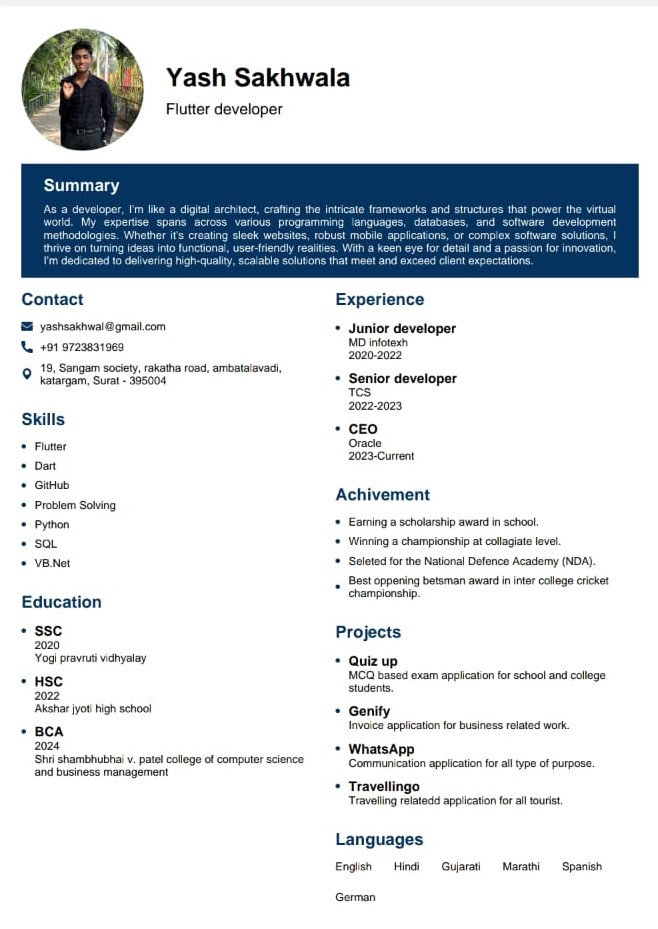 Yash Sakhwala
Flutter developer
Summary
As a developer, I'm like a digital architect, crafting the intricate frameworks and structures that power the virtual
world. My expertise spans across various programming languages, databases, and software development
methodologies. Whether it's creating sleek websites, robust mobile applications, or complex software solutions, I
thrive on turning ideas into functional, user-friendly realities. With a keen eye for detail and a passion for innovation,
I'm dedicated to delivering high-quality, scalable solutions that meet and exceed client expectations.
Contact
yashsakhwal@gmail.com
+91 9723831969
19, Sangam society, rakatha road, ambatalavadi,
katargam, Surat - 395004
Skills
Flutter
Dart
GitHub
Problem Solving
Python
SQL
VB.Net
Education
SSC
2020
Yogi pravruti vidhyalay
HSC
2022
Akshar jyoti high school
BCA
2024
Shri shambhubhai v. patel college of computer science
and business management
Experience
Junior developer
MD infotexh
2020-2022
Senior developer
TCS
2022-2023
CEO
Oracle
2023-Current
Achivement
Earning a scholarship award in school.
Winning a championship at collagiate level.
Seleted for the National Defence Academy (NDA).
Best oppening betsman award in inter college cricket
championship.
Projects
Quiz up
MCQ based exam application for school and college
students.
Genify
Invoice application for business related work.
WhatsApp
Communication application for all type of purpose.
Travellingo
Travelling relatedd application for all tourist.
Languages
English Hindi Gujarati Marathi Spanish
German